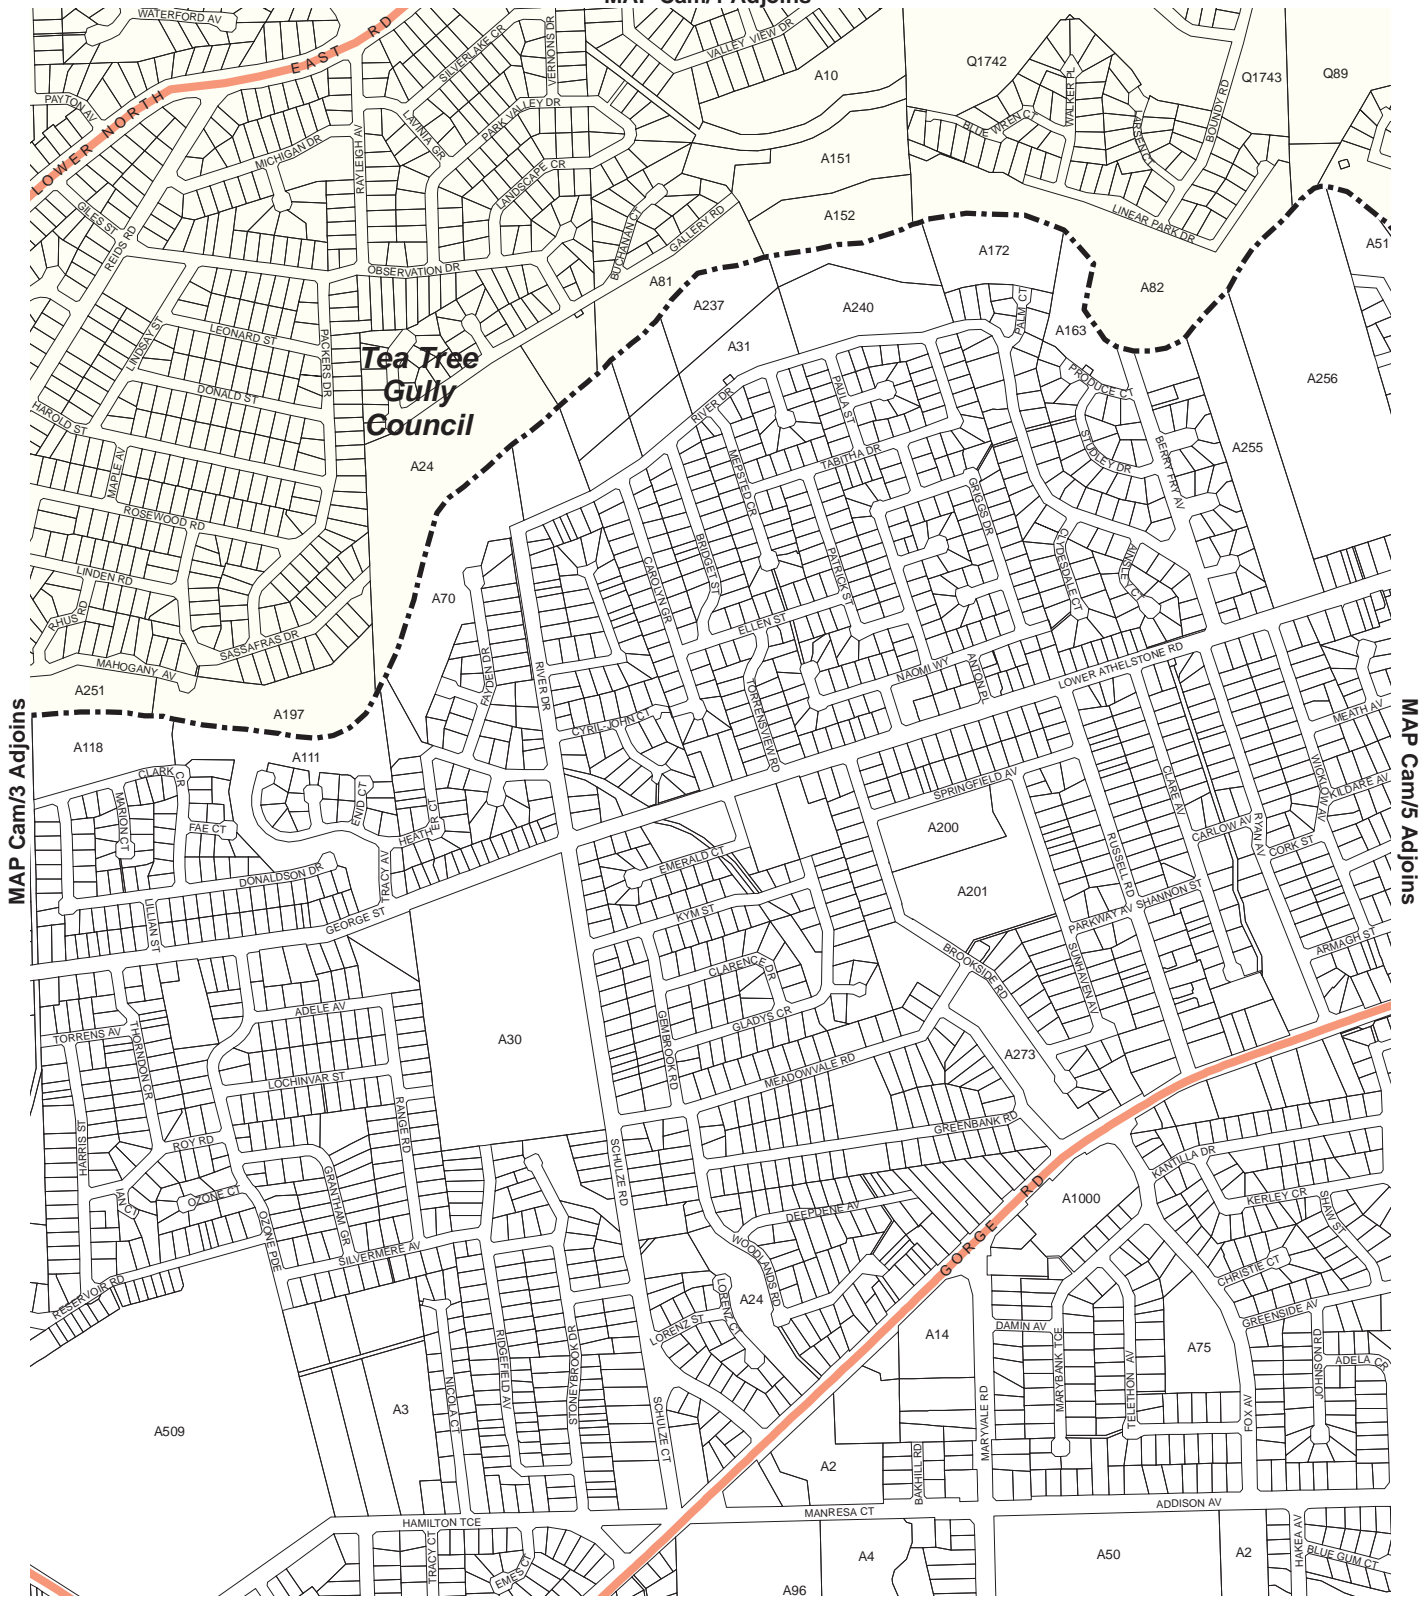 MAP Cam/1 Adjoins
WATERFORD AV
LOWER NORTH EAST RD
SILVERLAKE CR
VERNONS DR
VALLEY VIEW DR
A10
Q1742
Q1743
Q89
PAYTON AV
LAVINIA GR
PARK VALLEY DR
BLUE WREN CT
WALKER PL
LARSEN CT
BOUNDY RD
MICHIGAN DR
RAYLEIGH AV
LANDSCAPE CR
A151
A152
LINEAR PARK DR
GILES ST
REIDS RD
BUCHANAN CT
GALLERY RD
A172
A51
OBSERVATION DR
A81
A82
A237
A240
PALM CT
A163
LINDSAY ST
LEONARD ST
PACKERS DR
Tea Tree
Gully
Council
A31
PRODUCE CT
A256
DONALD ST
HAROLD ST
RIVER DR
PAULA ST
MAPLE AV
A24
MEPSTED CR
TABITHA DR
STUDLEY DR
BERRY FRY AV
A255
ROSEWOOD RD
GRIGGS DR
LINDEN RD
A70
CAROLYN GR
BRIDGET ST
PATRICK ST
CLYDESDALE CT
AINSLE CT
RHUS RD
SASSAFRAS DR
ELLEN ST
MAHOGANY AV
A251
A197
FAYDEN DR
RIVER DR
TORRENSVIEW RD
NAOMI WY
ANTON PL
LOWER ATHELSTONE RD
MAP Cam/3 Adjoins
MAP Cam/5 Adjoins
A118
A111
CYRIL-JOHN CT
MEATH AV
CLARK CR
MARION CT
FAE CT
ENID CT
HEATHER CT
SPRINGFIELD AV
CLARE AV
WICKLOW AV
KILDARE AV
A200
CARLOW AV
RYAN AV
CORK ST
EMERALD CT
RUSSELL RD
DONALDSON DR
TRACY AV
A201
LILLIAN ST
GEORGE ST
KYM ST
PARKWAY AV
SHANNON ST
ARMAGH ST
CLARENCE DR
BROOKSIDE RD
SUNHAVEN AV
ADELE AV
TORRENS AV
THORNDON CR
GLADYS CR
GEMBROOK RD
A30
A273
LOCHINVAR ST
MEADOWVALE RD
RANGE RD
GREENBANK RD
HARRIS ST
ROY RD
SCHULZE RD
KANTILLA DR
IAN CT
OZONE CT
GRANTHAM GR
A1000
KERLEY CR
SHAW ST
DEEPDENE AV
OZONE PDE
SILVERMERE AV
WOODLANDS RD
GORGE RD
CHRISTIE CT
RESERVOIR RD
LORENZ CT
A24
GREENSIDE AV
LORENZ ST
A14
DAMIN AV
MARYBANK TCE
TELETHON AV
A75
JOHNSON RD
ADELA CR
RIDGEFIELD AV
STONEYBROOK DR
NICOLA CT
A3
A509
SCHULZE CT
MARYVALE RD
FOX AV
A2
BAKHILL RD
HAMILTON TCE
MANRESA CT
ADDISON AV
TRACY CT
EMES CT
A4
A96
A50
A2
HAKEA AV
BLUE GUM CT